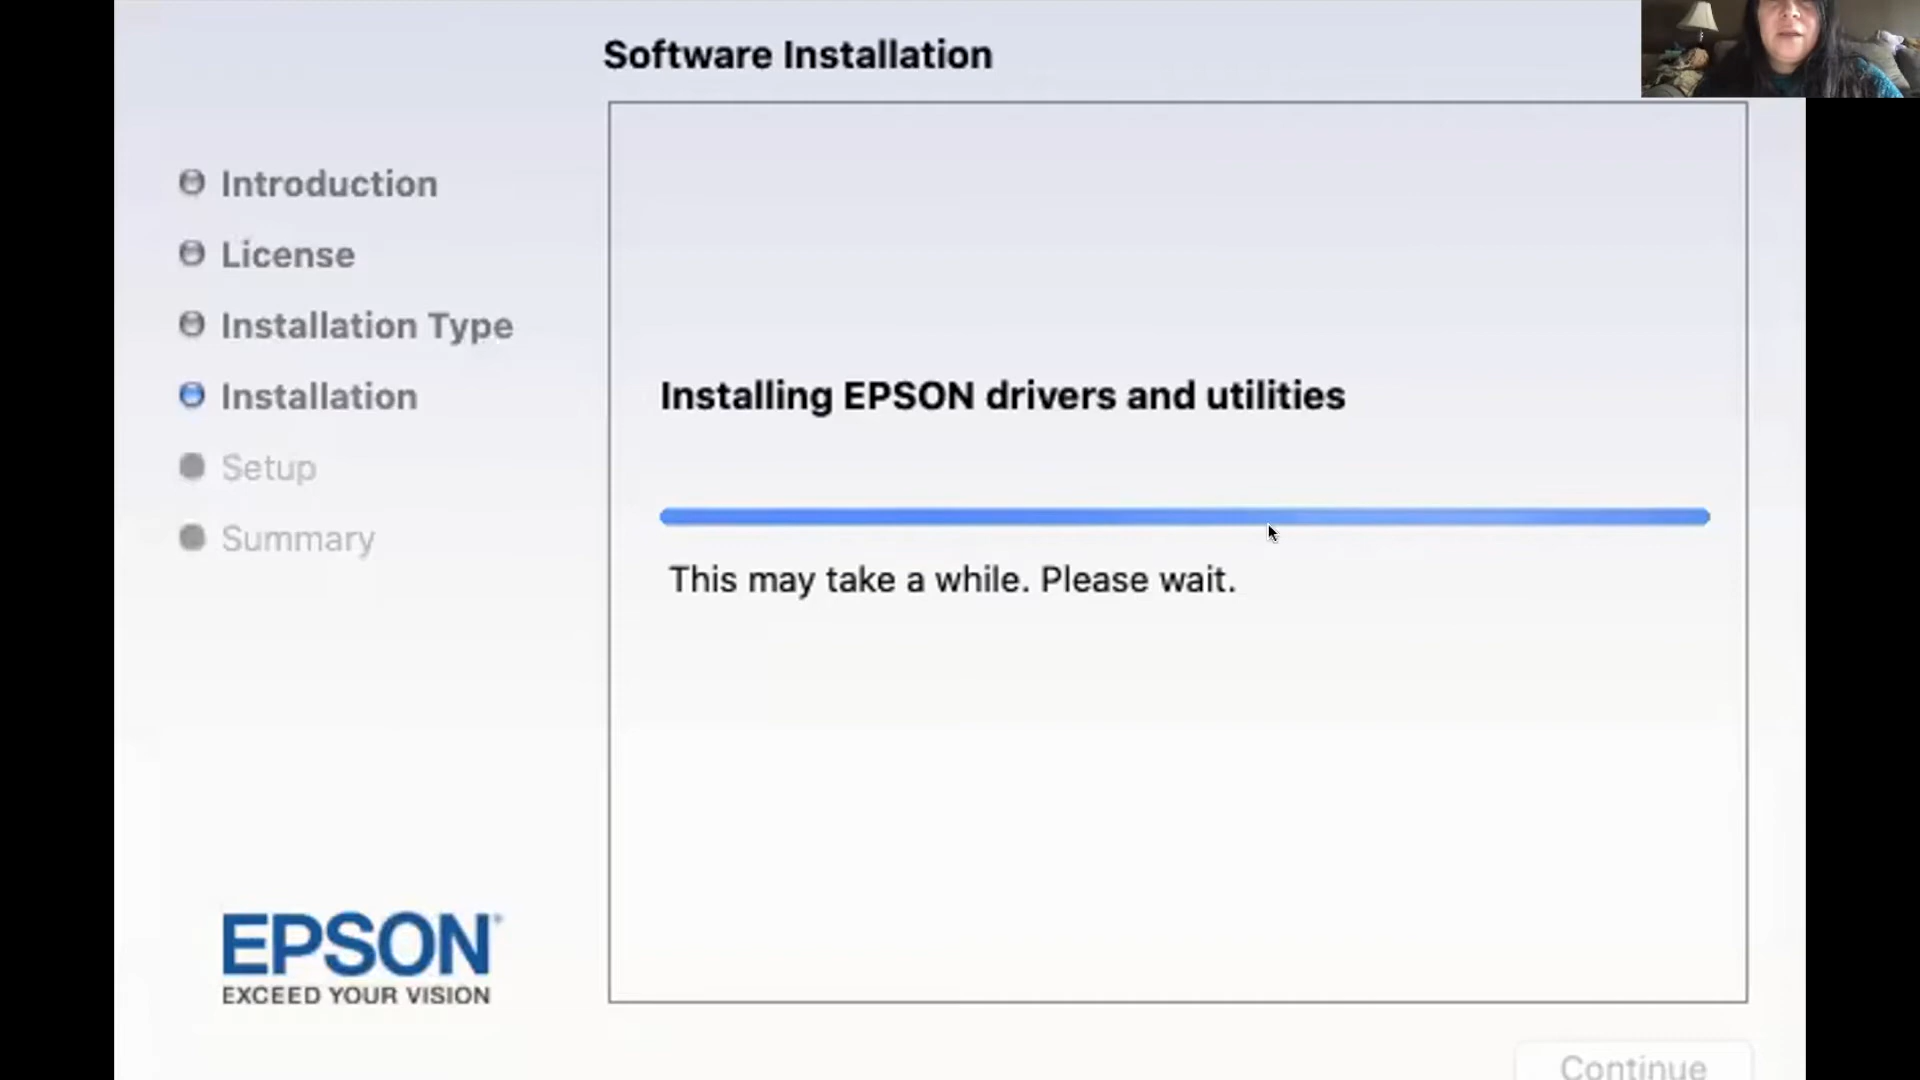 Software Installation
Introduction
License
Installation Type
Installation
Setup
Summary
Installing EPSON drivers and utilities
This may take a while. Please wait.
EPSON
EXCEED YOUR VISION
Continue